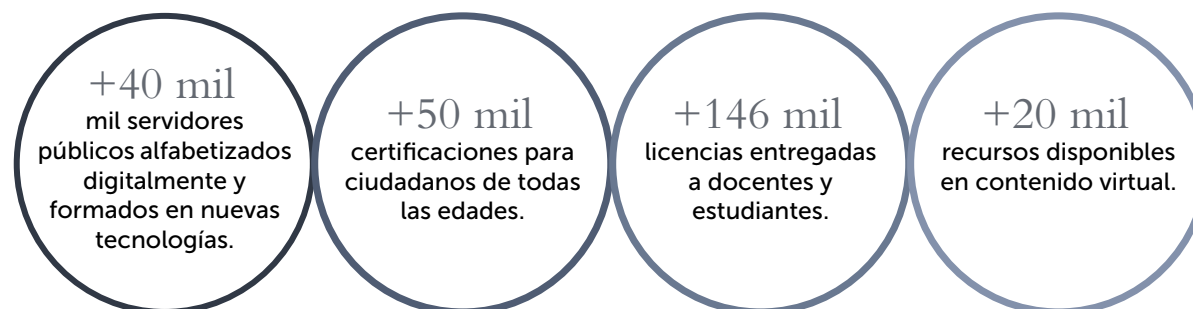 +40 mil
mil servidores
públicos alfabetizados
digitalmente y
formados en nuevas
tecnologías.
+50 mil
certificaciones para
ciudadanos de todas
las edades.
+146 mil
licencias entregadas
a docentes y
estudiantes.
+20 mil
recursos disponibles
en contenido virtual.